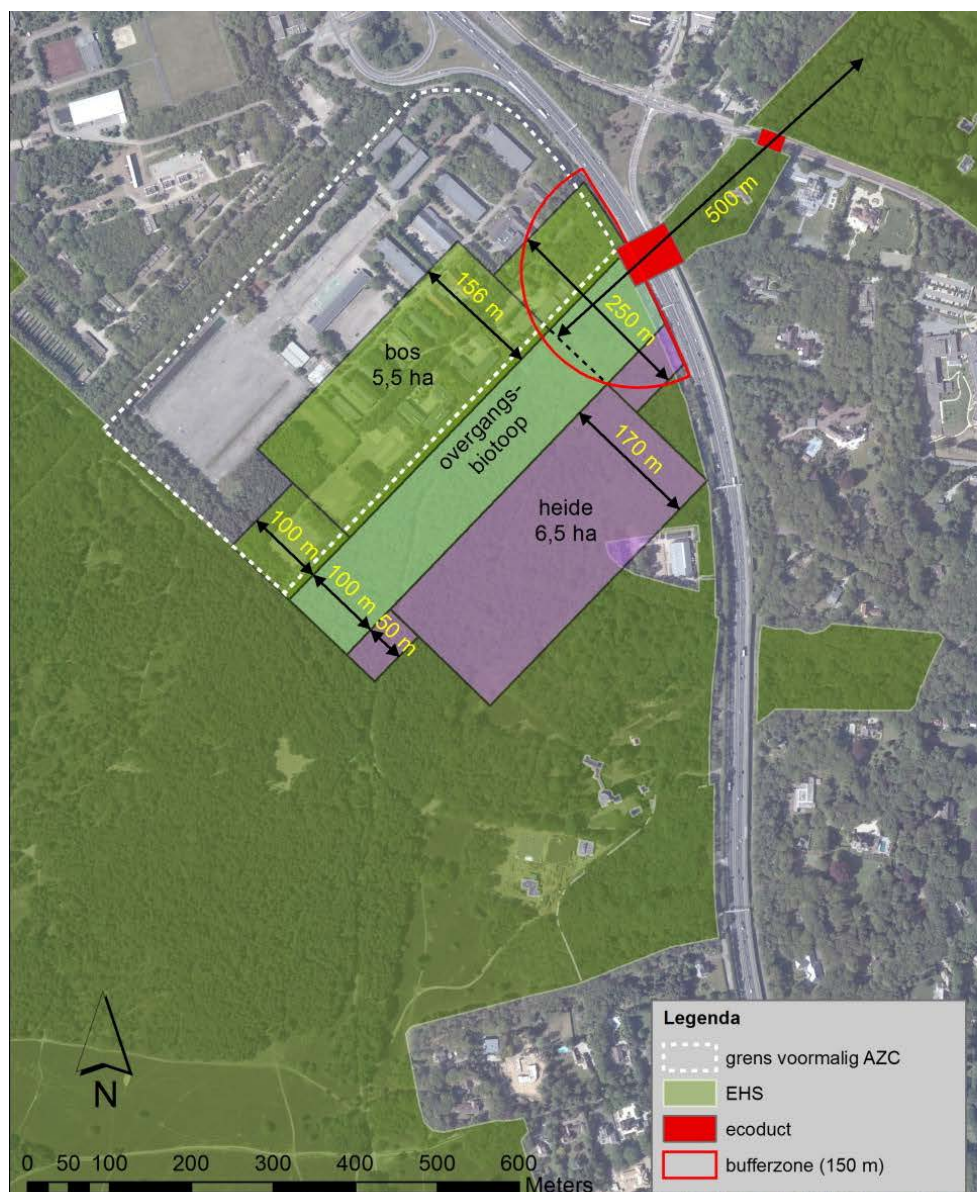 500 m
156 m
250 m
bos
5,5 ha
overgangs-
biotoop
170 m
heide
6,5 ha
100 m
100 m
50 m
N
Legenda
grens voormalig AZC
EHS
ecoduct
bufferzone (150 m)
0 50 100 200 300 400 500 600
Meters